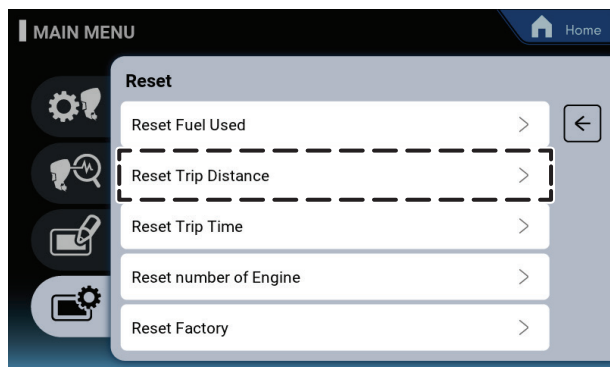 MAIN MENU
Home
Reset
Reset Fuel Used
Reset Trip Distance
Reset Trip Time
Reset number of Engine
Reset Factory